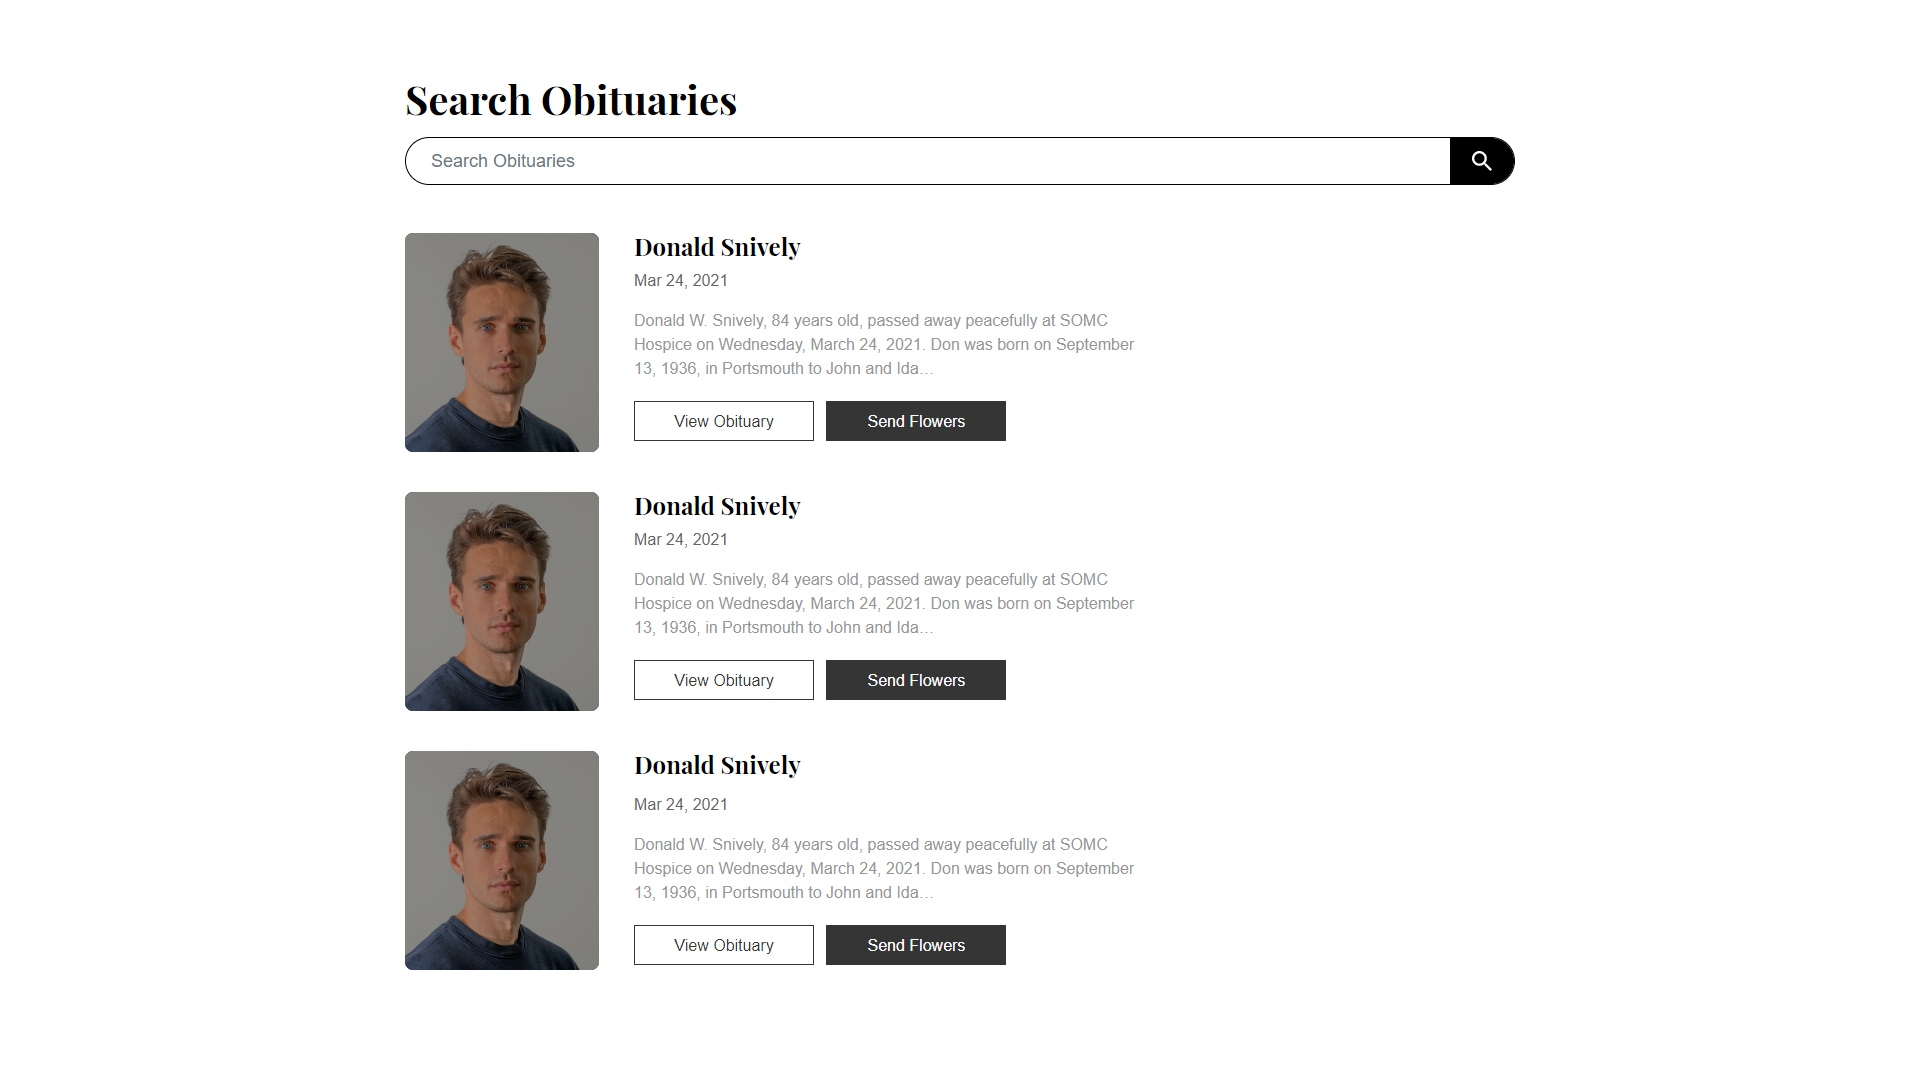 Search Obituaries
Search Obituaries
Donald Snively
Mar 24, 2021
Donald W. Snively, 84 years old, passed away peacefully at SOMC
Hospice on Wednesday, March 24, 2021. Don was born on September
13, 1936, in Portsmouth to John and Ida…
View Obituary
Send Flowers
Donald Snively
Mar 24, 2021
Donald W. Snively, 84 years old, passed away peacefully at SOMC
Hospice on Wednesday, March 24, 2021. Don was born on September
13, 1936, in Portsmouth to John and Ida…
View Obituary
Send Flowers
Donald Snively
Mar 24, 2021
Donald W. Snively, 84 years old, passed away peacefully at SOMC
Hospice on Wednesday, March 24, 2021. Don was born on September
13, 1936, in Portsmouth to John and Ida…
View Obituary
Send Flowers